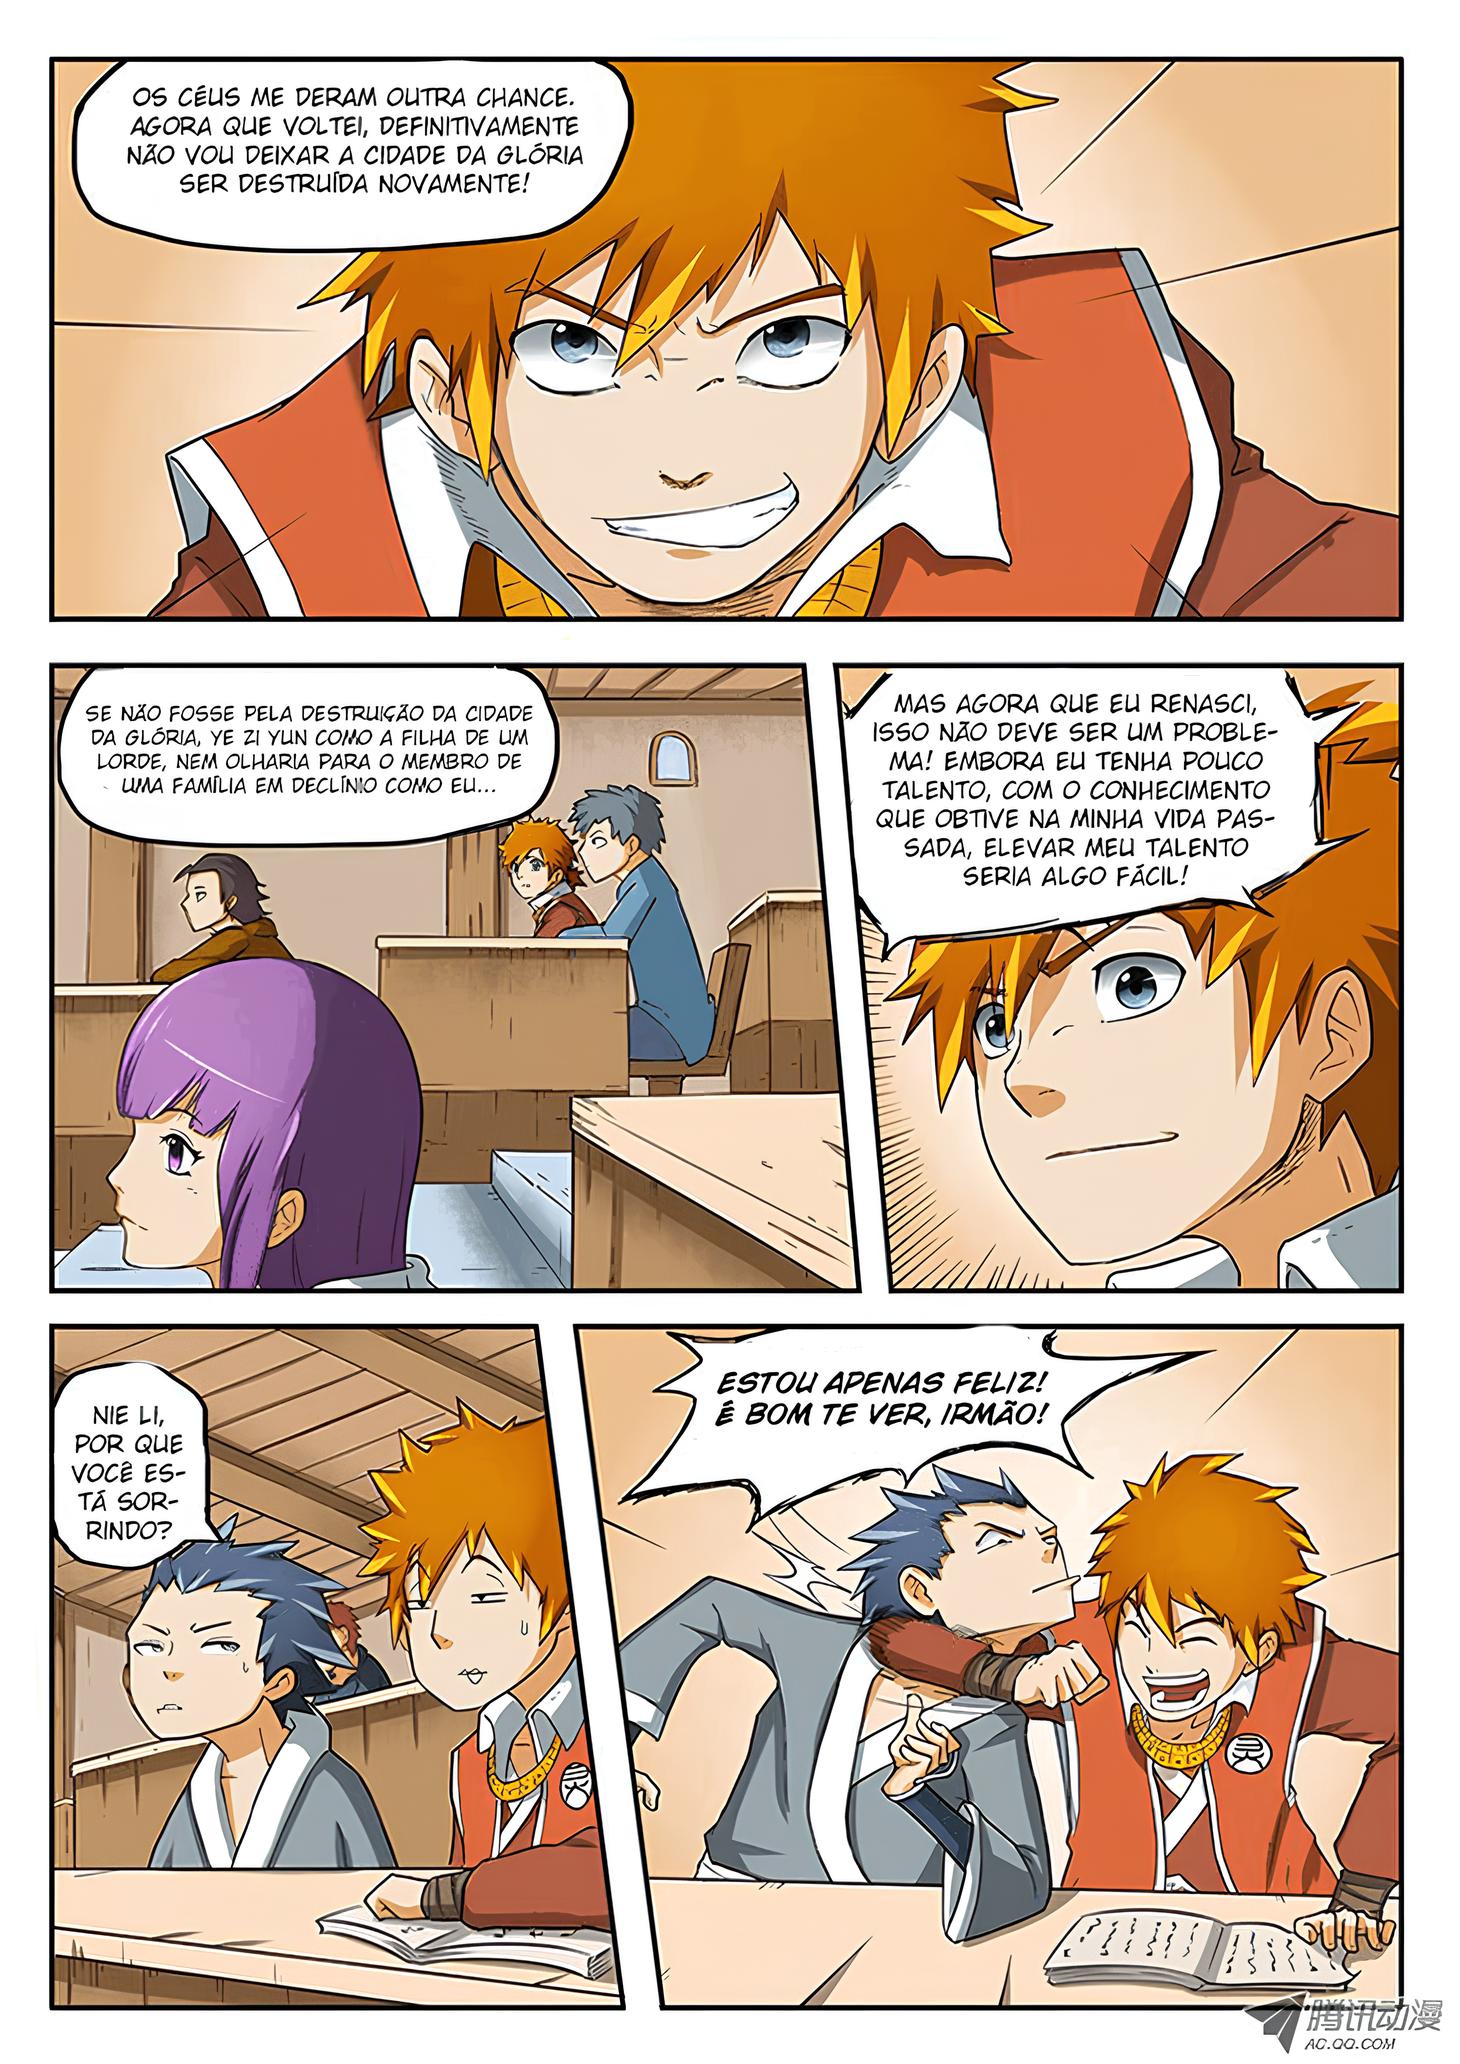 OS CÉUS ME DERAM OUTRA CHANCE.
AGORA QUE VOLTEI, DEFINITIVAMENTE
NÃO VOU DEIXAR A CIDADE DA GLÓRIA
SER DESTRUÍDA NOVAMENTE!
SE NÃO FOSSE PELA DESTRUIÇÃO DA CIDADE
DA GLÓRIA, YE ZI YUN COMO A FILHA DE UM
LORDE, NEM OLHARIA PARA O MEMBRO DE
UMA FAMÍLIA EM DECLÍNIO COMO EU...
MAS AGORA QUE EU RENASCI,
ISSO NÃO DEVE SER UM PROBLE-
MA! EMBORA EU TENHA POUCO
TALENTO, COM O CONHECIMENTO
QUE OBTIVE NA MINHA VIDA PAS-
SADA, ELEVAR MEU TALENTO
SERIA ALGO FÁCIL!
NIE LI,
POR QUE
VOCÊ ES-
TÁ SOR-
RINDO?
ESTOU APENAS FELIZ!
É BOM TE VER, IRMÃO!
腾讯动漫
AC.QQ.COM